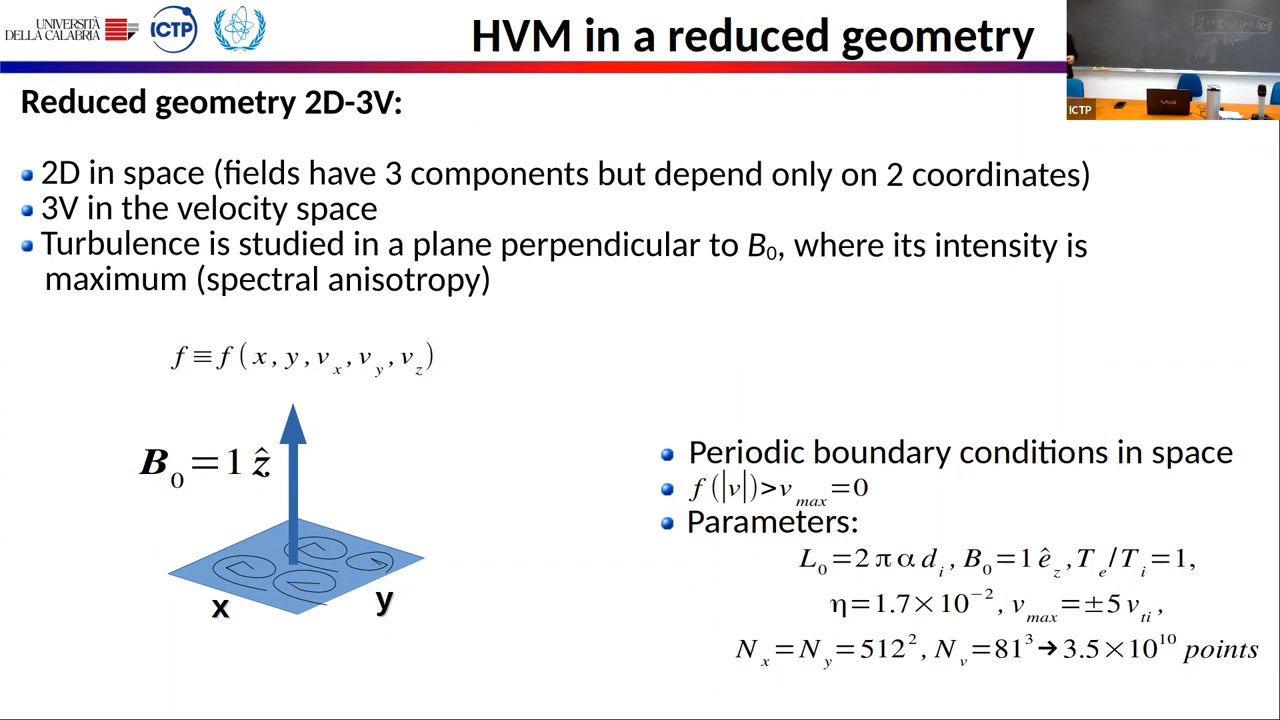 UNIVERSITÀ
DELLA CALABRIA
ICTP
HVM in a reduced geometry
VAIO
ICTP
Reduced geometry 2D-3V:
2D in space (fields have 3 components but depend only on 2 coordinates)
3V in the velocity space
Turbulence is studied in a plane perpendicular to B₀, where its intensity is
maximum (spectral anisotropy)
f ≡ f ( x , y , v_x , v_y , v_z )
B₀ = 1 ẑ
x
y
Periodic boundary conditions in space
f (|v|) > v_max = 0
Parameters:
L₀ = 2 π α d_i , B₀ = 1 ê_z , T_e / T_i = 1,
η = 1.7 × 10⁻² , v_max = ±5 v_ti ,
N_x = N_y = 512² , N_v = 81³ → 3.5 × 10¹⁰ points